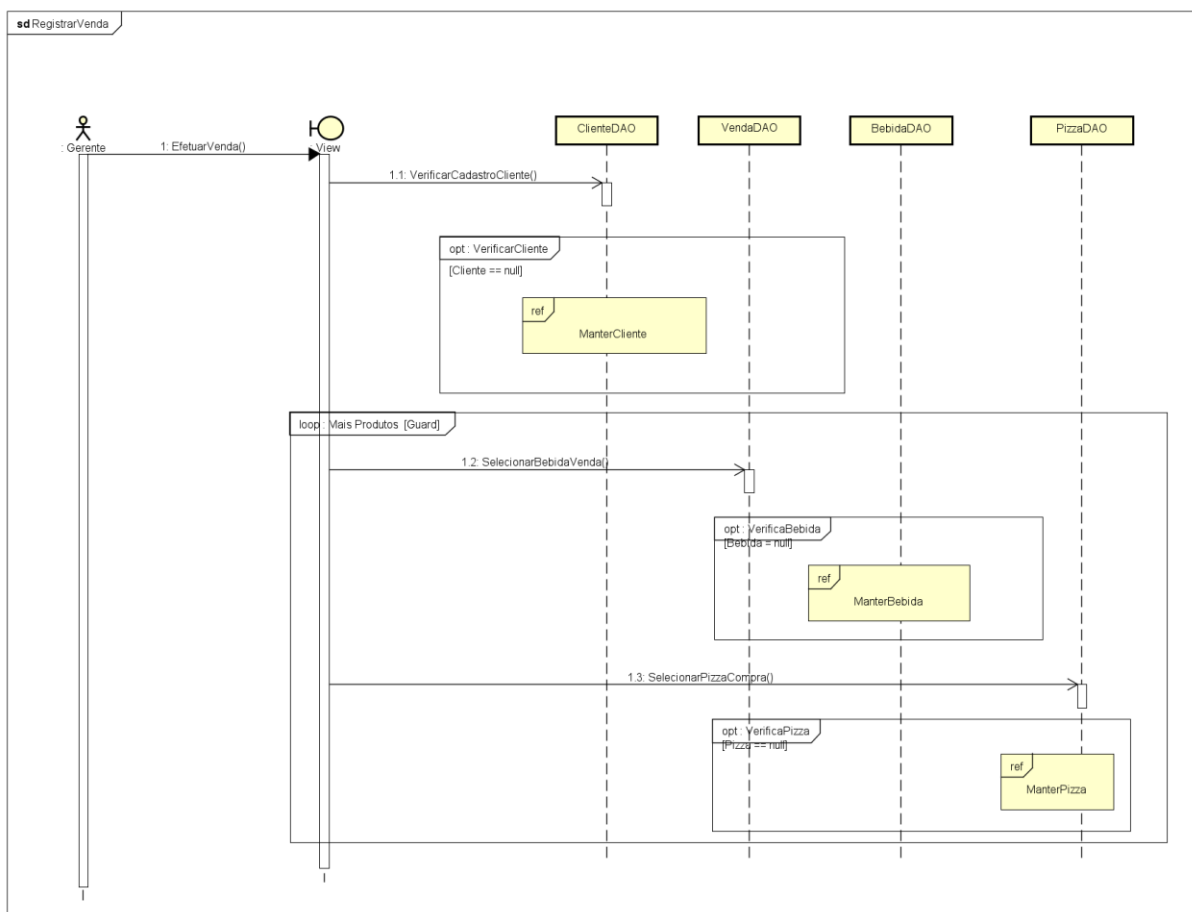 sd RegistrarVenda
ClienteDAO
VendaDAO
BebidaDAO
PizzaDAO
: Gerente
1: EfetuarVenda()
: View
1.1: VerificarCadastroCliente()
opt : VerificarCliente
[Cliente == null]
ref
ManterCliente
loop : Mais Produtos [Guard]
1.2: SelecionarBebidaVenda()
opt : VerificaBebida
[Bebida = null]
ref
ManterBebida
1.3: SelecionarPizzaCompra()
opt : VerificaPizza
[Pizza == null]
ref
ManterPizza